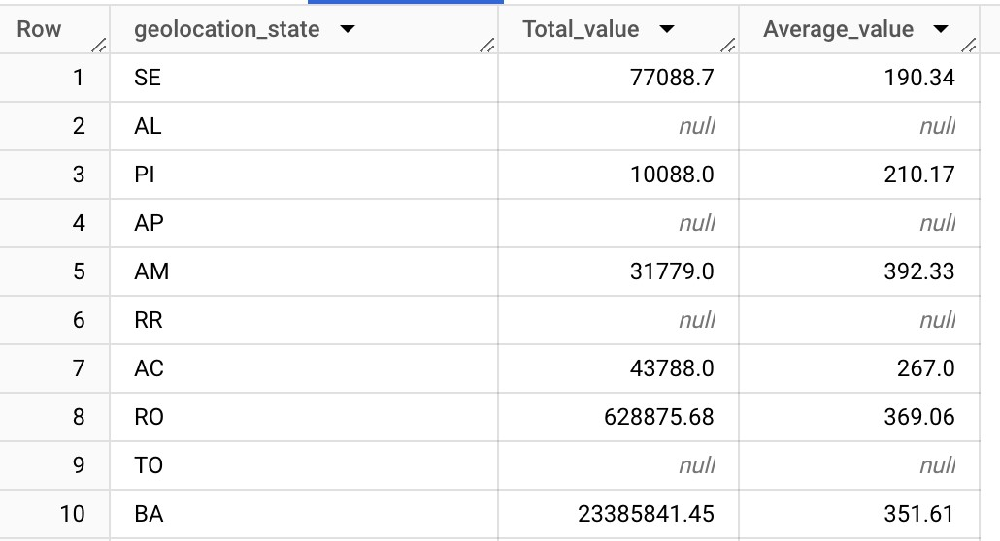 Row geolocation_state Total_value Average_value
1 SE 77088.7 190.34
2 AL null null
3 PI 10088.0 210.17
4 AP null null
5 AM 31779.0 392.33
6 RR null null
7 AC 43788.0 267.0
8 RO 628875.68 369.06
9 TO null null
10 BA 23385841.45 351.61